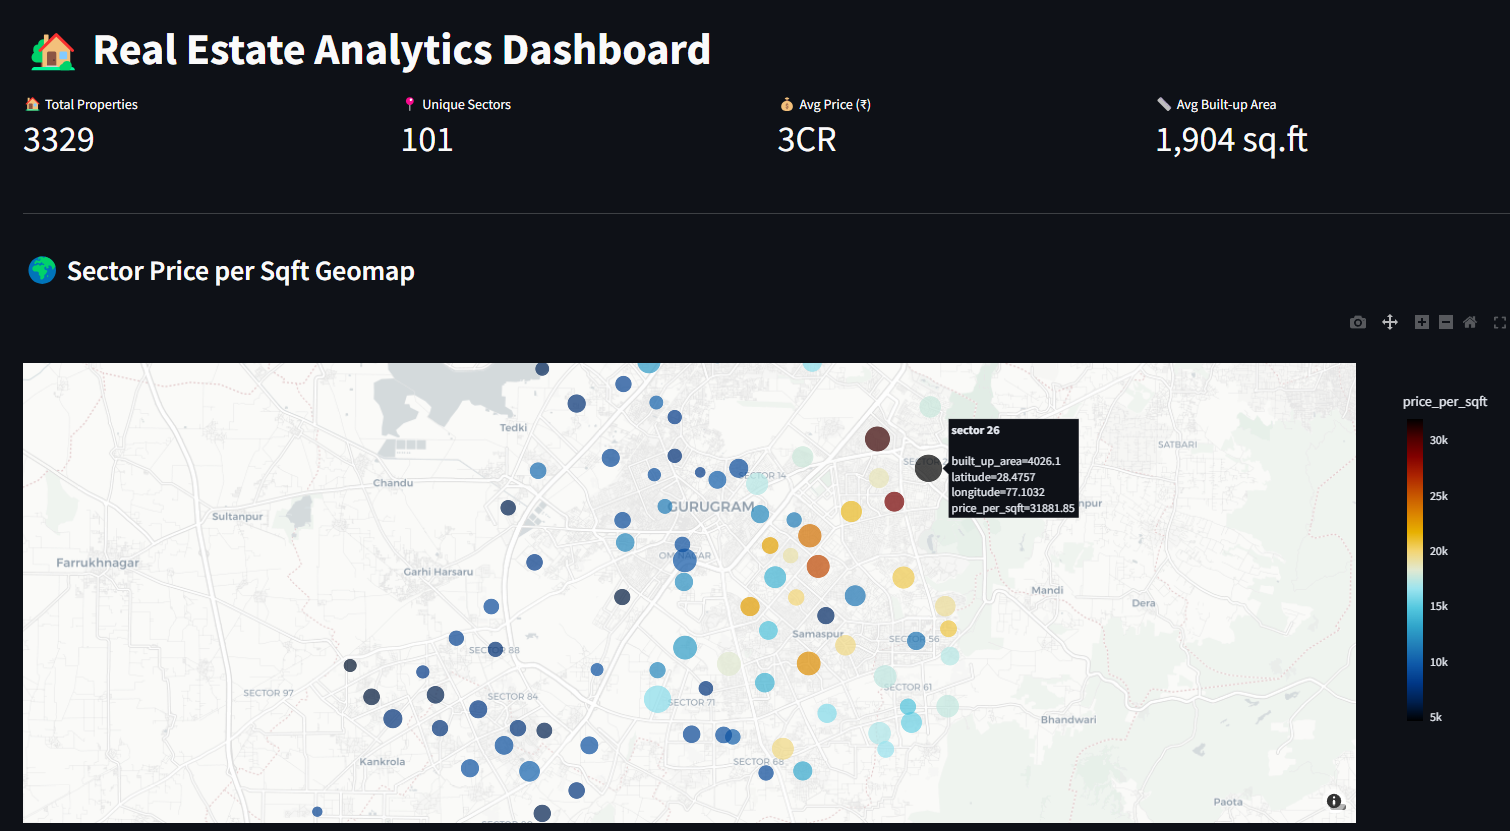 Real Estate Analytics Dashboard
Total Properties
3329
Unique Sectors
101
Avg Price (₹)
3CR
Avg Built-up Area
1,904 sq.ft
Sector Price per Sqft Geomap
price_per_sqft
30k
25k
20k
15k
10k
5k
sector 26
built_up_area=4026.1
latitude=28.4757
longitude=77.1032
price_per_sqft=31881.85
Tedki
SATBARI
SECTOR 14
Chandu
GURUGRAM
Sultanpur
Farrukhnagar
Garhi Harsaru
Mandi
Dera
Samaspur
SECTOR 56
SECTOR 88
SECTOR 97
SECTOR 84
SECTOR 61
SECTOR 71
Bhandwari
Kankrola
SECTOR 68
Paota